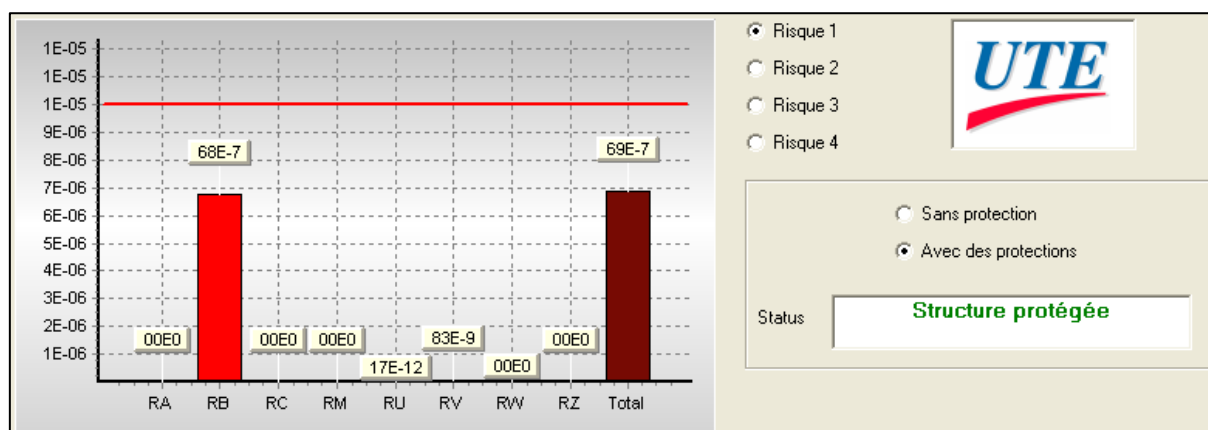 1E-05
1E-05
1E-05
9E-06
8E-06
7E-06
6E-06
5E-06
4E-06
3E-06
2E-06
1E-06
00E0
68E-7
00E0
00E0
17E-12
83E-9
00E0
00E0
69E-7
RA RB RC RM RU RV RW RZ Total
Risque 1
Risque 2
Risque 3
Risque 4
UTE
Sans protection
Avec des protections
Status Structure protégée